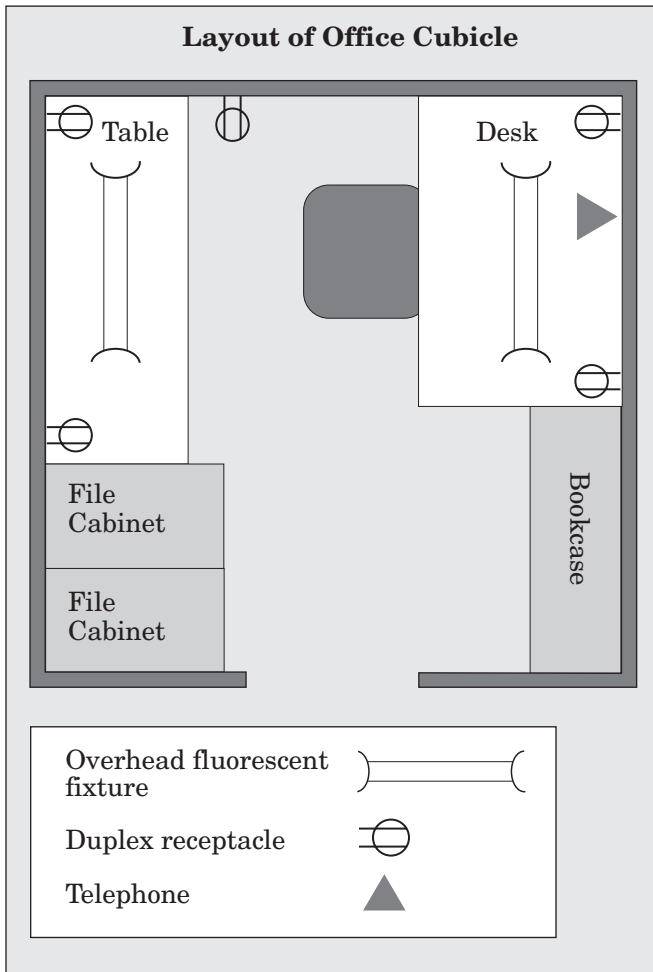 Layout of Office Cubicle
Table
Desk
File
Cabinet
File
Cabinet
Bookcase
Overhead fluorescent
fixture
Duplex receptacle
Telephone